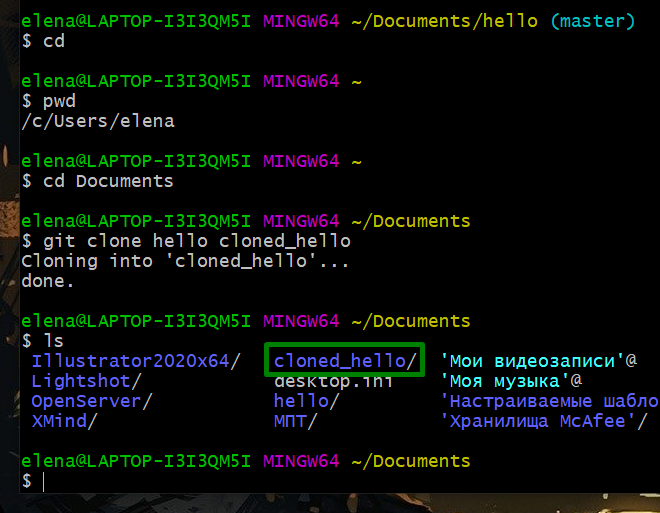 elena@LAPTOP-I3I3QM5I MINGW64 ~/Documents/hello (master)
$ cd
elena@LAPTOP-I3I3QM5I MINGW64 ~
$ pwd
/c/Users/elena
elena@LAPTOP-I3I3QM5I MINGW64 ~
$ cd Documents
elena@LAPTOP-I3I3QM5I MINGW64 ~/Documents
$ git clone hello cloned_hello
Cloning into 'cloned_hello'...
done.
elena@LAPTOP-I3I3QM5I MINGW64 ~/Documents
$ ls
Illustrator2020x64/ cloned_hello/ 'Мои видеозаписи'@
Lightshot/ desktop.ini 'Моя музыка'@
OpenServer/ hello/ 'Настраиваемые шабло
XMind/ МПТ/ 'Хранилища McAfee'/
elena@LAPTOP-I3I3QM5I MINGW64 ~/Documents
$